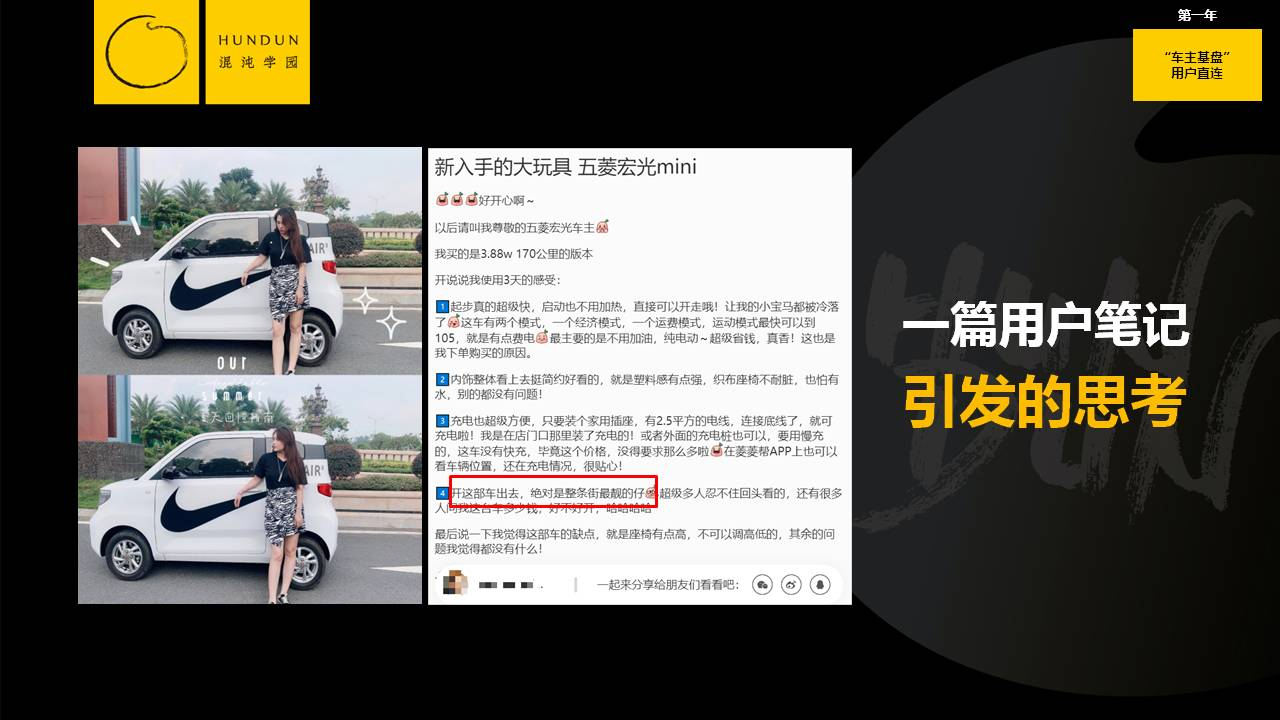 HUNDUN
混沌学园
第一年
“车主基盘”
用户直连
AIR'
OUR
summer
AIR'
新入手的大玩具 五菱宏光mini
好开心啊～
以后请叫我尊敬的五菱宏光车主
我买的是3.88w 170公里的版本
开说说我使用3天的感受：
1 起步真的超级快，启动也不用加热，直接可以开走哦！让我的小宝马都被冷落
了 这车有两个模式，一个经济模式，一个运费模式，运动模式最快可以到
105，就是有点费电 最主要的是不用加油，纯电动～超级省钱，真香！这也是
我下单购买的原因。
2 内饰整体看上去挺简约好看的，就是塑料感有点强，织布座椅不耐脏，也怕有
水，别的都没有问题！
3 充电也超级方便，只要装个家用插座，有2.5平方的电线，连接底线了，就可
充电啦！我是在店门口那里装了充电的！或者外面的充电桩也可以，要用慢充
的，这车没有快充，毕竟这个价格，没得要求那么多啦 在菱菱帮APP上也可以
看车辆位置，还在充电情况，很贴心！
4 开这部车出去，绝对是整条街最靓的仔 超级多人忍不住回头看的，还有很多
人问我这台车多少钱，好不好开，哈哈哈哈
最后说一下我觉得这部车的缺点，就是座椅有点高，不可以调高低的，其余的问
题我觉得都没有什么！
一起来分享给朋友们看看吧：
一篇用户笔记
引发的思考
HUN